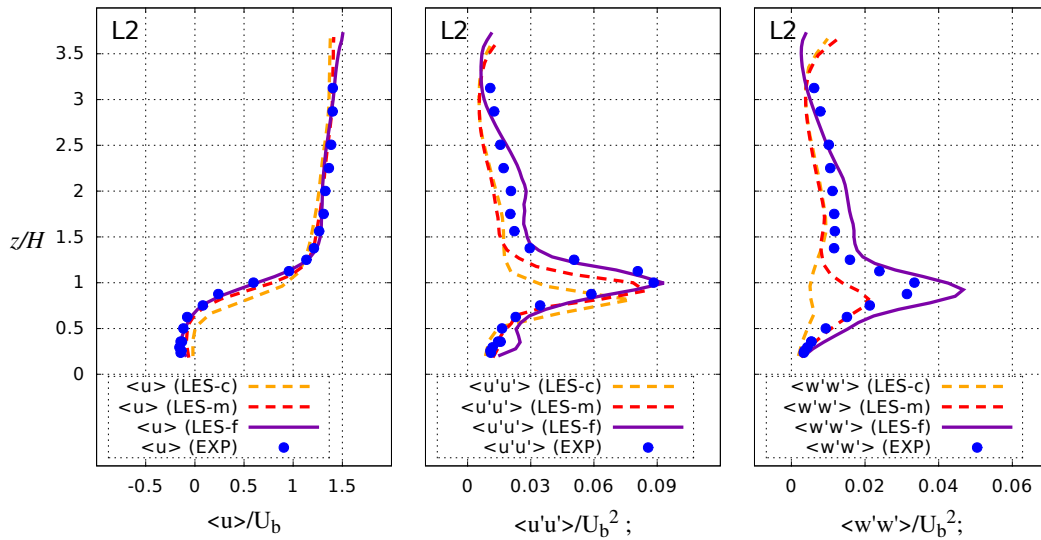 L2
3.5
3
2.5
2
z/H
1.5
1
0.5
0
<u> (LES-c)
<u> (LES-m)
<u> (LES-f)
<u> (EXP)
-0.5 0 0.5 1 1.5
<u>/U_b
L2
<u'u'> (LES-c)
<u'u'> (LES-m)
<u'u'> (LES-f)
<u'u'> (EXP)
0 0.03 0.06 0.09
<u'u'>/U_b^2 ;
L2
<w'w'> (LES-c)
<w'w'> (LES-m)
<w'w'> (LES-f)
<w'w'> (EXP)
0 0.02 0.04 0.06
<w'w'>/U_b^2;